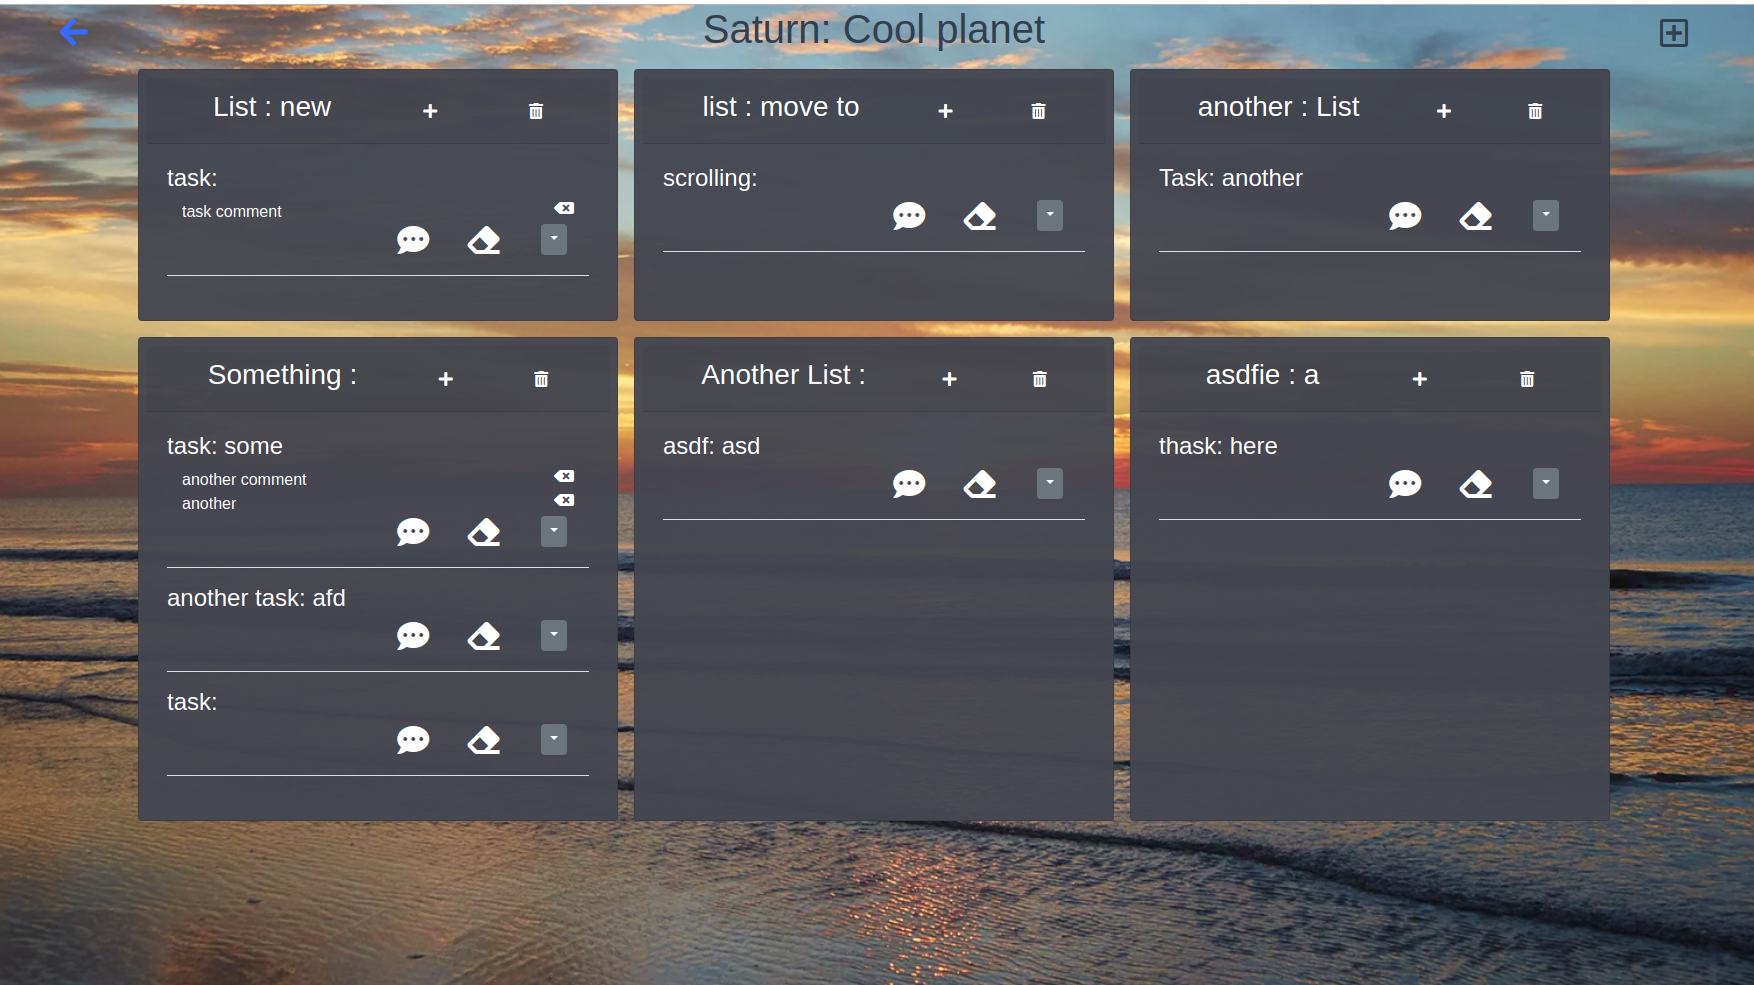 Saturn: Cool planet
List : new
task:
task comment
list : move to
scrolling:
another : List
Task: another
Something :
task: some
another comment
another
another task: afd
task:
Another List :
asdf: asd
asdfie : a
thask: here